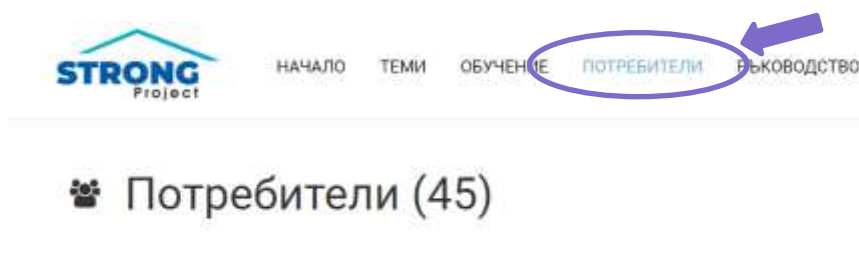 STRONG
Project
НАЧАЛО ТЕМИ ОБУЧЕНИЕ ПОТРЕБИТЕЛИ РЪКОВОДСТВО
Потребители (45)